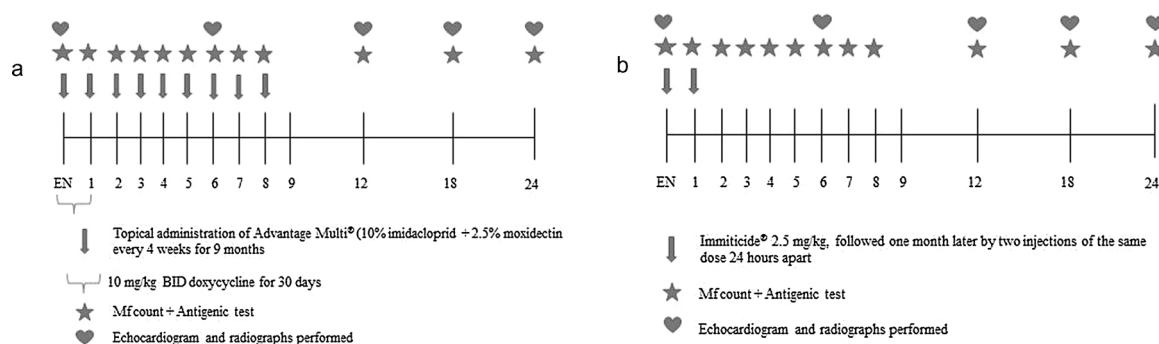 a
EN 1 2 3 4 5 6 7 8 9 12 18 24
Topical administration of Advantage Multi® (10% imidacloprid + 2.5% moxidectin
every 4 weeks for 9 months
10 mg/kg BID doxycycline for 30 days
Mf count + Antigenic test
Echocardiogram and radiographs performed
b
EN 1 2 3 4 5 6 7 8 9 12 18 24
Immiticide® 2.5 mg/kg, followed one month later by two injections of the same
dose 24 hours apart
Mf count + Antigenic test
Echocardiogram and radiographs performed